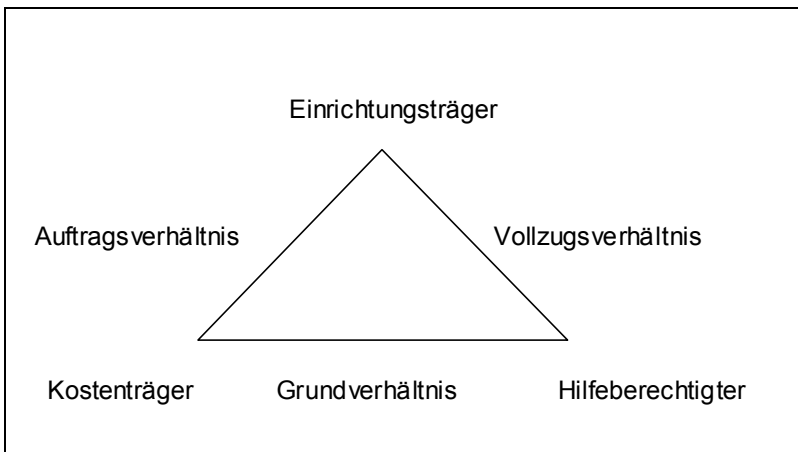 Einrichtungsträger
Auftragsverhältnis Vollzugsverhältnis
Kostenträger Grundverhältnis Hilfeberechtigter